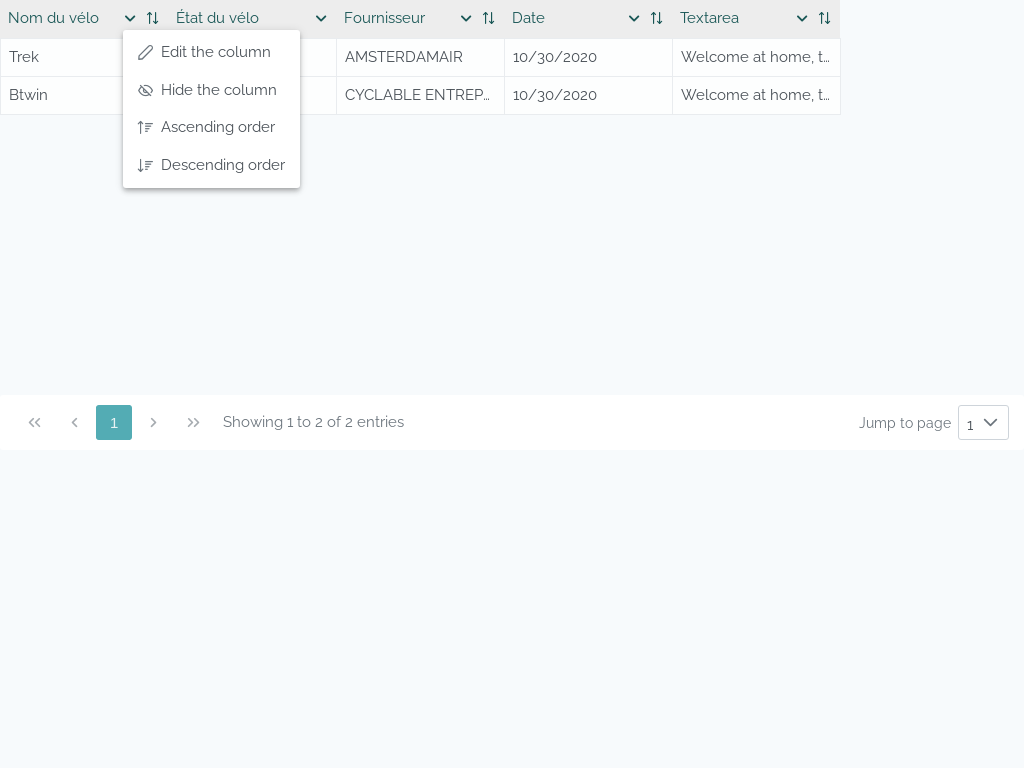 Nom du vélo État du vélo Fournisseur Date Textarea
Edit the column
Trek AMSTERDAMAIR 10/30/2020 Welcome at home, t…
Hide the column
Btwin CYCLABLE ENTREP… 10/30/2020 Welcome at home, t…
Ascending order
Descending order
1 Showing 1 to 2 of 2 entries Jump to page 1